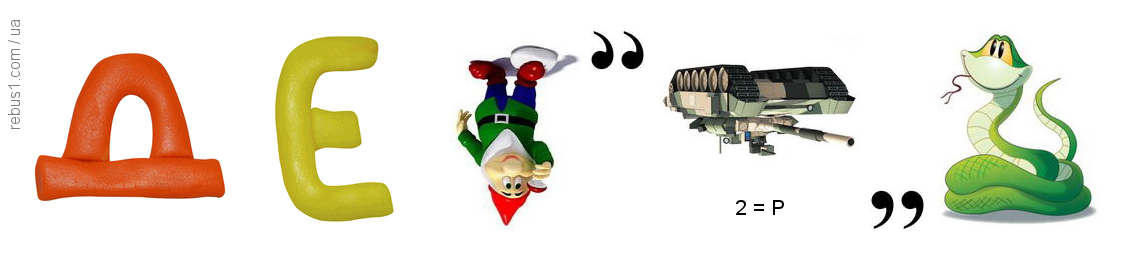 rebus1.com / ua
Д Е
,, ,,
2 = Р